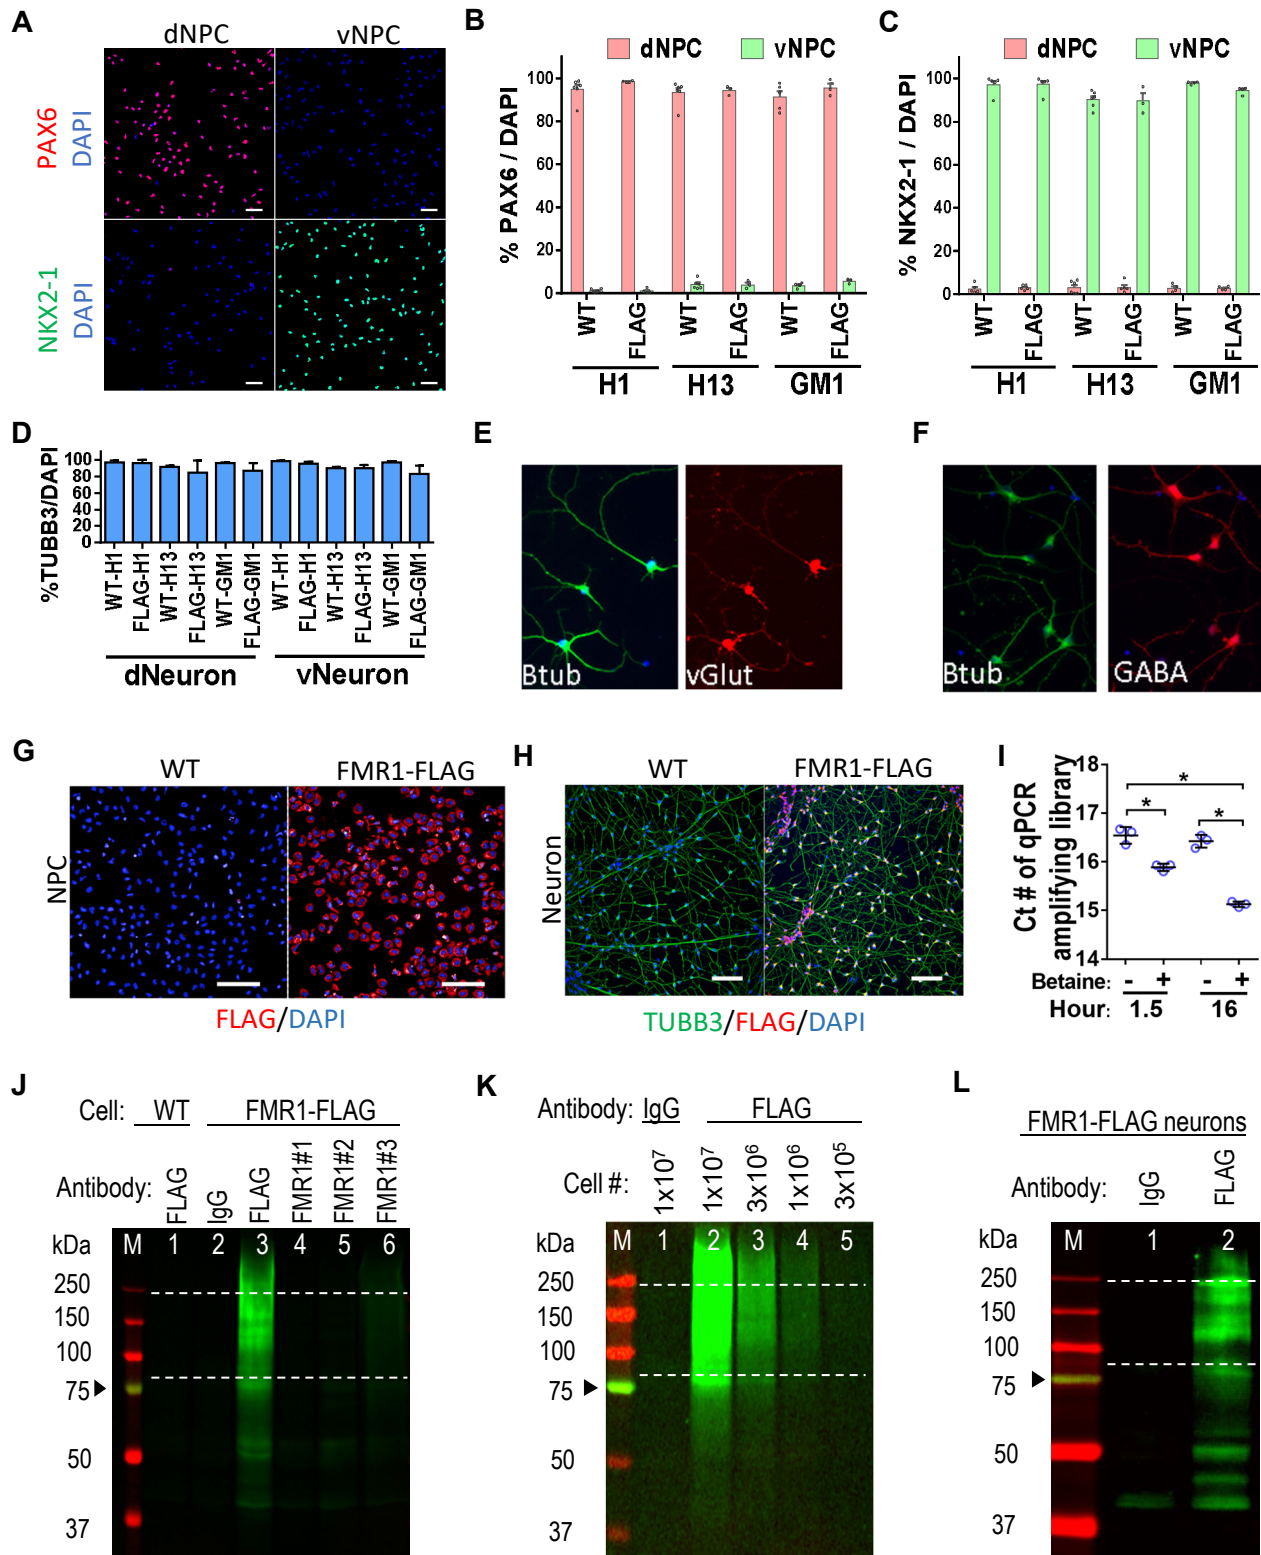 A
dNPC vNPC
PAX6
DAPI
NKX2-1
DAPI
B
dNPC vNPC
% PAX6 / DAPI
100
80
60
40
20
0
WT FLAG WT FLAG WT FLAG
H1 H13 GM1
C
dNPC vNPC
% NKX2-1 / DAPI
100
80
60
40
20
0
WT FLAG WT FLAG WT FLAG
H1 H13 GM1
D
%TUBB3/DAPI
100
80
60
40
20
0
WT-H1 FLAG-H1 WT-H13 FLAG-H13 WT-GM1 FLAG-GM1 WT-H1 FLAG-H1 WT-H13 FLAG-H13 WT-GM1 FLAG-GM1
dNeuron vNeuron
E
Btub vGlut
F
Btub GABA
G
WT FMR1-FLAG
NPC
FLAG/DAPI
H
WT FMR1-FLAG
Neuron
TUBB3/FLAG/DAPI
I
Ct # of qPCR
amplifying library
18
17
16
15
14
* * *
Betaine: - + - +
Hour: 1.5 16
J
Cell: WT FMR1-FLAG
Antibody: FLAG IgG FLAG FMR1#1 FMR1#2 FMR1#3
kDa M 1 2 3 4 5 6
250
150
100
75
50
37
K
Antibody: IgG FLAG
Cell #: 1x10⁷ 1x10⁷ 3x10⁶ 1x10⁶ 3x10⁵
kDa M 1 2 3 4 5
250
150
100
75
50
37
L
FMR1-FLAG neurons
Antibody: IgG FLAG
kDa M 1 2
250
150
100
75
50
37